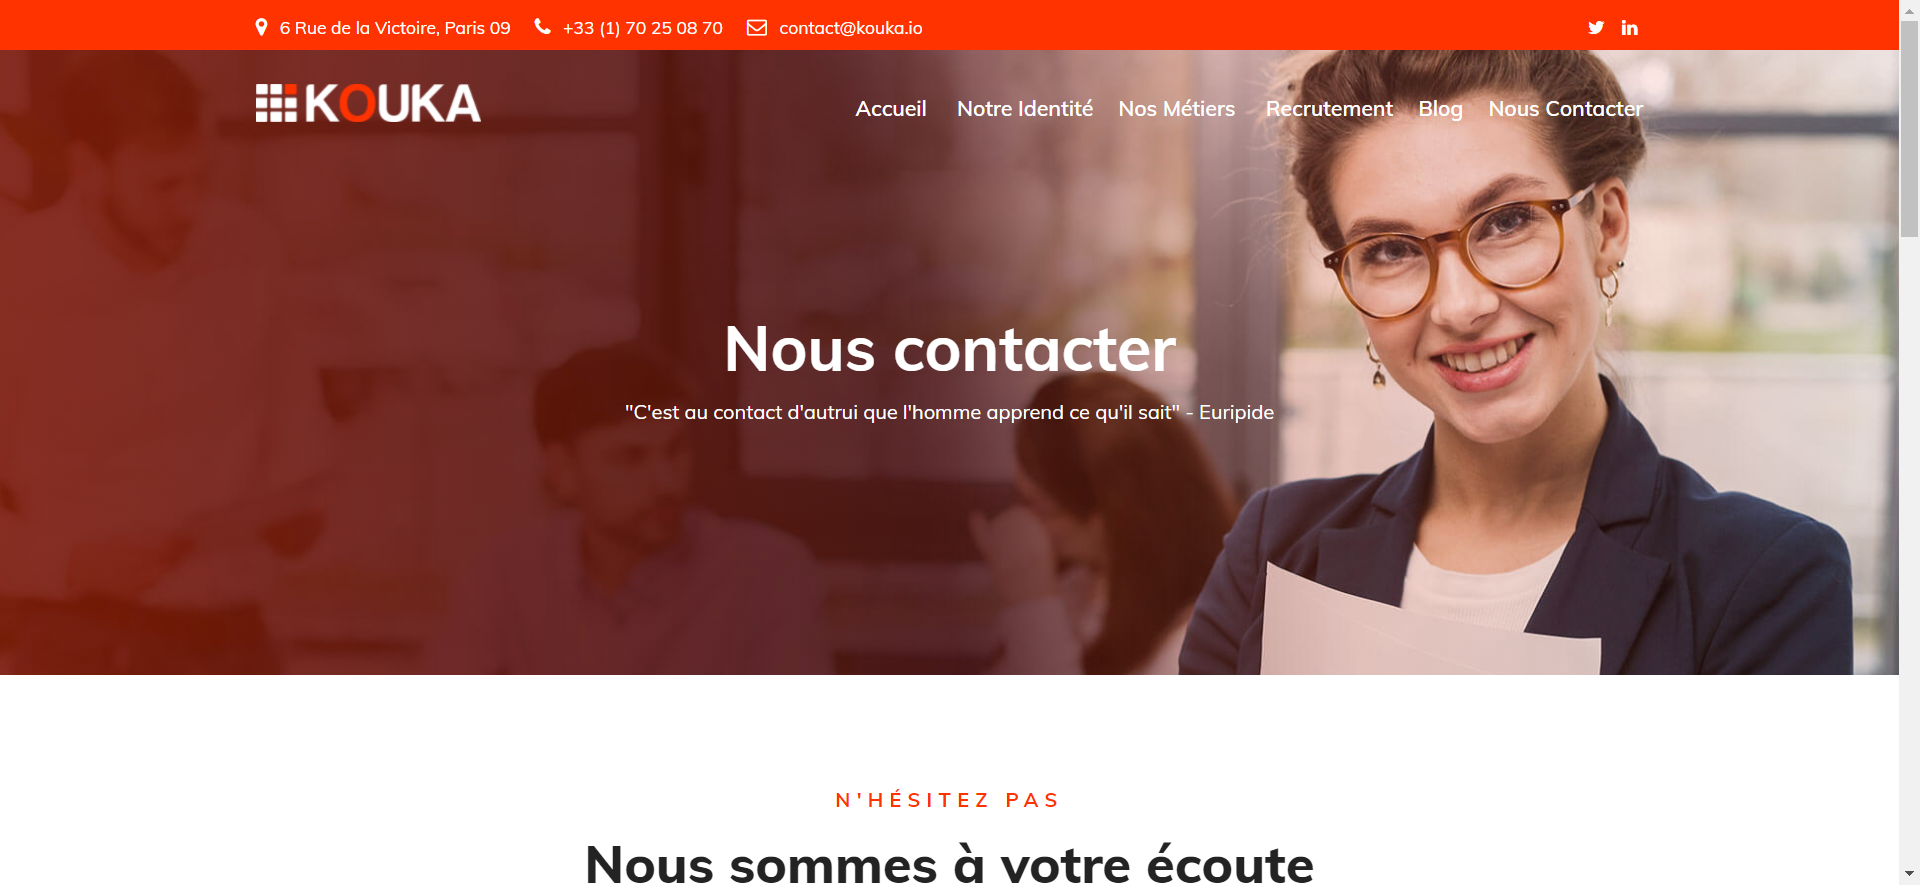 6 Rue de la Victoire, Paris 09 +33 (1) 70 25 08 70 contact@kouka.io
KOUKA
Accueil Notre Identité Nos Métiers Recrutement Blog Nous Contacter
Nous contacter
"C'est au contact d'autrui que l'homme apprend ce qu'il sait" - Euripide
N'HÉSITEZ PAS
Nous sommes à votre écoute